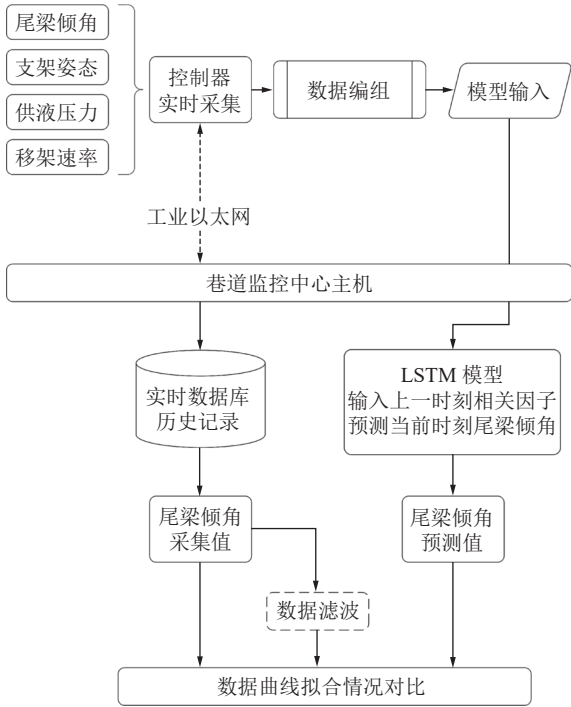 尾梁倾角
支架姿态
供液压力
移架速率
控制器
实时采集
数据编组
模型输入
工业以太网
巷道监控中心主机
实时数据库
历史记录
LSTM 模型
输入上一时刻相关因子
预测当前时刻尾梁倾角
尾梁倾角
采集值
尾梁倾角
预测值
数据滤波
数据曲线拟合情况对比